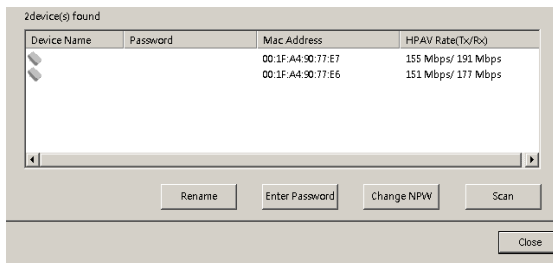 2device(s) found
Device Name Password Mac Address HPAV Rate(Tx/Rx)
00:1F:A4:90:77:E7 155 Mbps/ 191 Mbps
00:1F:A4:90:77:E6 151 Mbps/ 177 Mbps
Rename Enter Password Change NPW Scan
Close